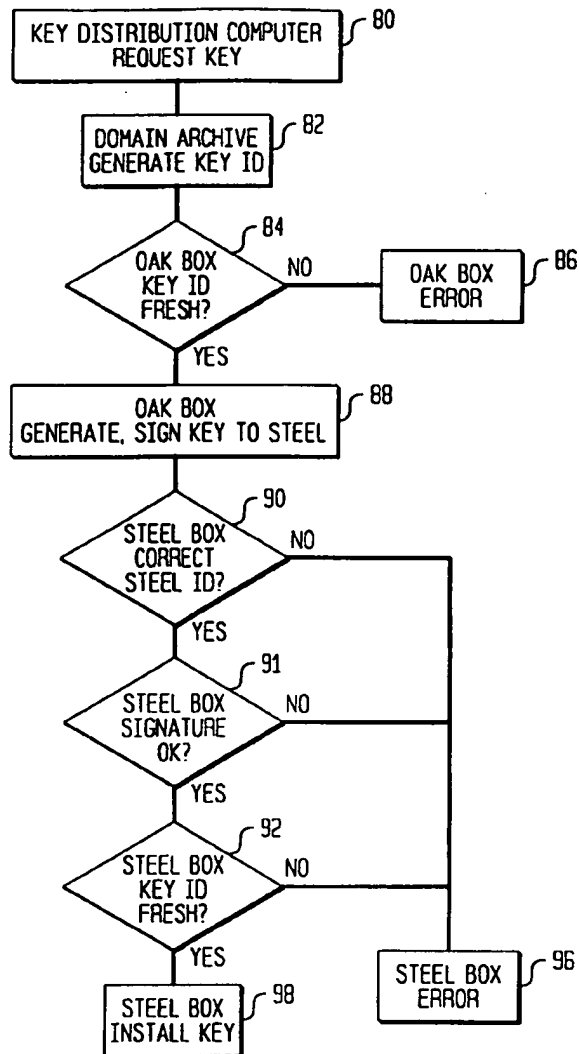 KEY DISTRIBUTION COMPUTER
REQUEST KEY
80
DOMAIN ARCHIVE
GENERATE KEY ID
82
OAK BOX
KEY ID
FRESH?
84
NO
OAK BOX
ERROR
86
YES
OAK BOX
GENERATE, SIGN KEY TO STEEL
88
STEEL BOX
CORRECT
STEEL ID?
90
NO
YES
STEEL BOX
SIGNATURE
OK?
91
NO
YES
STEEL BOX
KEY ID
FRESH?
92
NO
YES
STEEL BOX
INSTALL KEY
98
STEEL BOX
ERROR
96